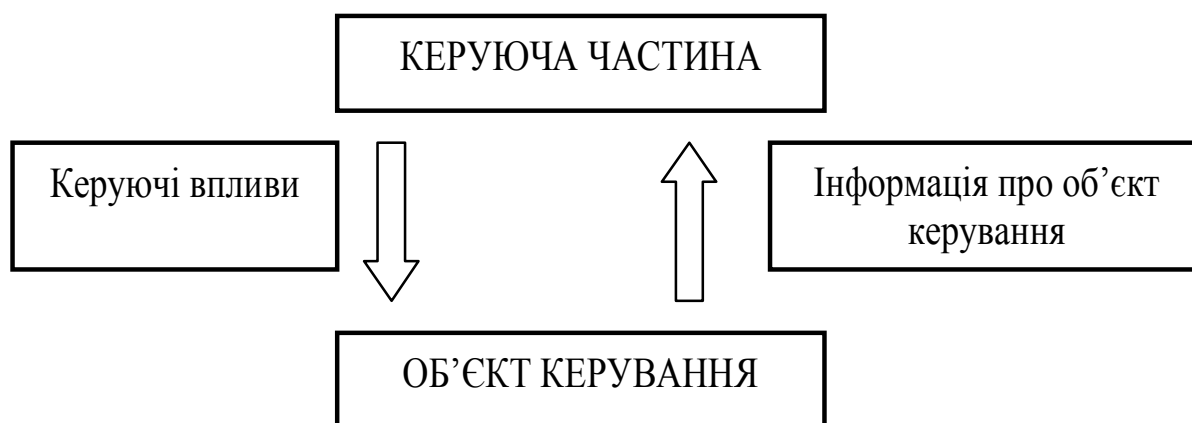 КЕРУЮЧА ЧАСТИНА
Керуючі впливи
Інформація про об’єкт
керування
ОБ’ЄКТ КЕРУВАННЯ